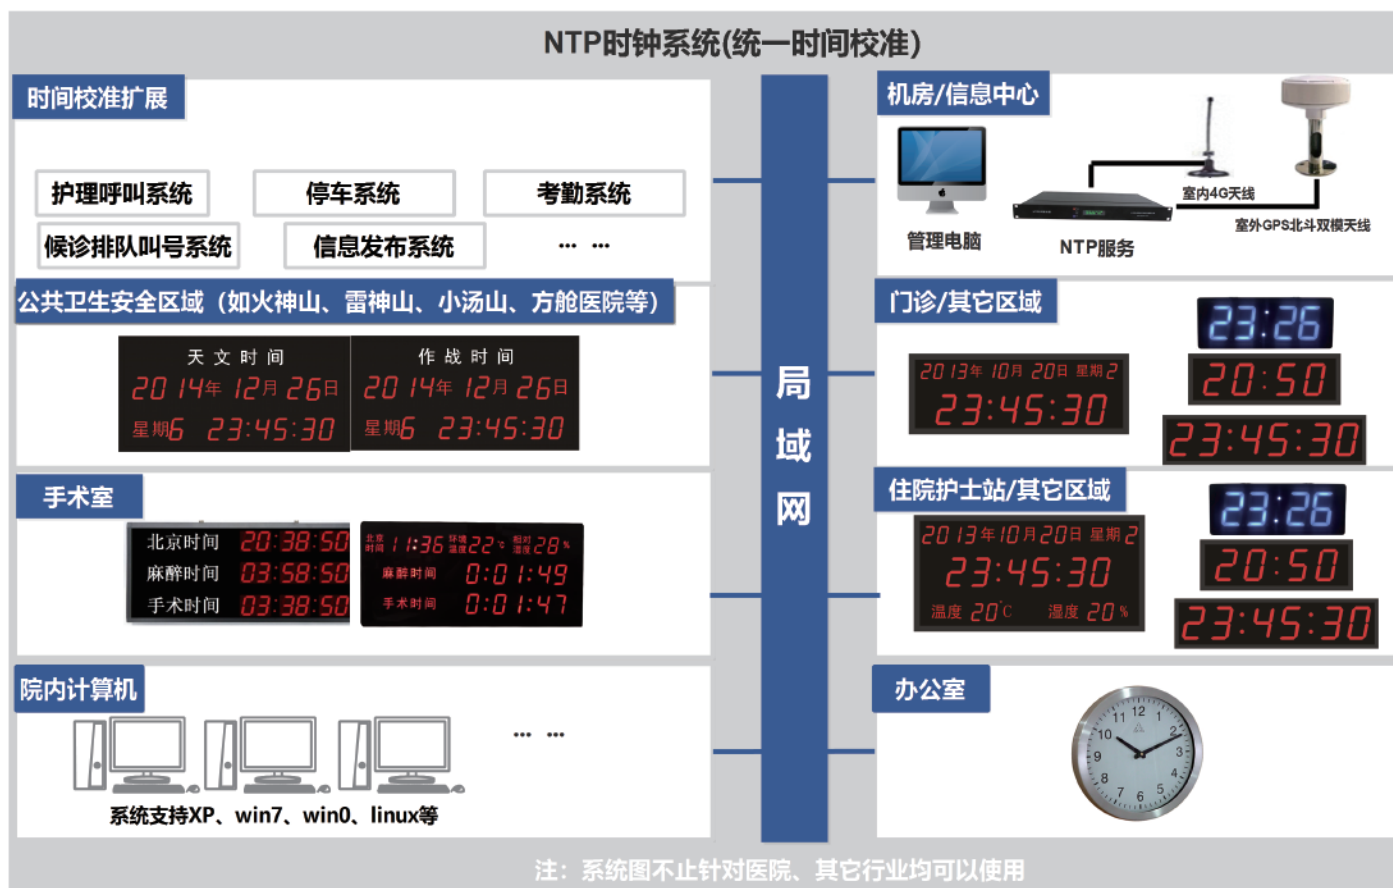 NTP时钟系统(统一时间校准)
时间校准扩展
护理呼叫系统
停车系统
考勤系统
候诊排队叫号系统
信息发布系统
... ...
公共卫生安全区域（如火神山、雷神山、小汤山、方舱医院等）
天文时间
2014年 12月 26日
星期6 23:45:30
作战时间
2014年 12月 26日
星期6 23:45:30
手术室
北京时间 20:38:50
麻醉时间 03:58:50
手术时间 03:38:50
北京时间 11:36 环境温度 22℃ 相对湿度 28%
麻醉时间 0:01:49
手术时间 0:01:47
院内计算机
... ...
系统支持XP、win7、win0、linux等
局域网
机房/信息中心
管理电脑
NTP服务
室内4G天线
室外GPS北斗双模天线
门诊/其它区域
2013年 10月 20日 星期2
23:45:30
23:26
20:50
23:45:30
住院护士站/其它区域
2013年10月20日 星期2
23:45:30
温度 20℃ 湿度 20%
23:26
20:50
23:45:30
办公室
12
1
2
3
4
5
6
7
8
9
10
11
注：系统图不止针对医院、其它行业均可以使用